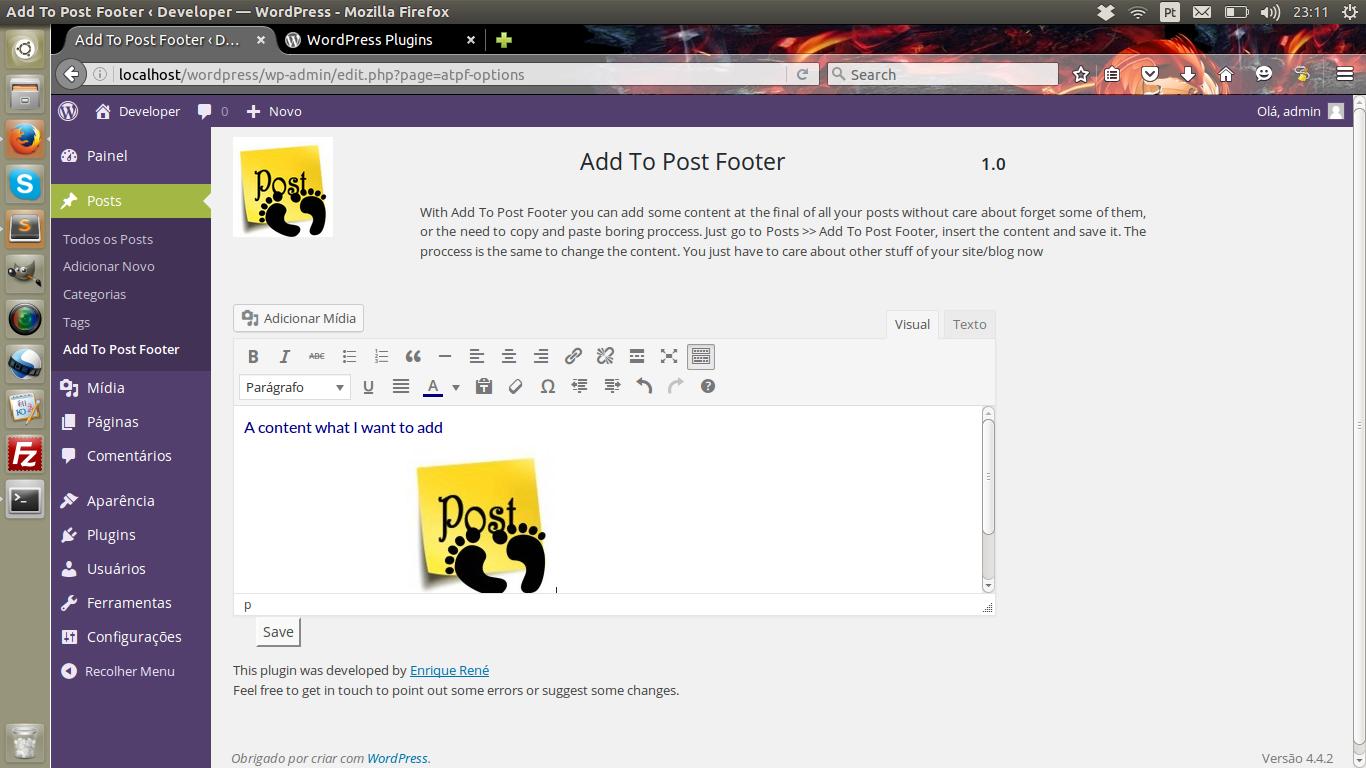 Add To Post Footer ‹ Developer — WordPress - Mozilla Firefox
Pt
23:11
Add To Post Footer ‹ D...
WordPress Plugins
localhost/wordpress/wp-admin/edit.php?page=atpf-options
Search
Developer
0
Novo
Olá, admin
Painel
Posts
Todos os Posts
Adicionar Novo
Categorias
Tags
Add To Post Footer
Mídia
Páginas
Comentários
Aparência
Plugins
Usuários
Ferramentas
Configurações
Recolher Menu
Post
Add To Post Footer
1.0
With Add To Post Footer you can add some content at the final of all your posts without care about forget some of them,
or the need to copy and paste boring proccess. Just go to Posts >> Add To Post Footer, insert the content and save it. The
proccess is the same to change the content. You just have to care about other stuff of your site/blog now
Adicionar Mídia
Visual
Texto
B I ABC
Parágrafo
U A Ω
A content what I want to add
Post
p
Save
This plugin was developed by Enrique René
Feel free to get in touch to point out some errors or suggest some changes.
Obrigado por criar com WordPress.
Versão 4.4.2